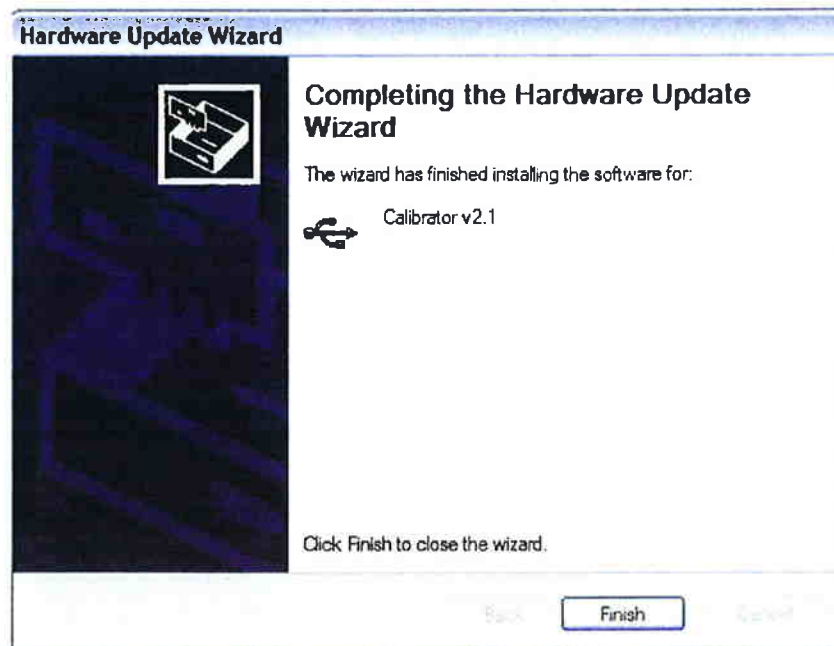 Hardware Update Wizard
Completing the Hardware Update
Wizard
The wizard has finished installing the software for:
Calibrator v2.1
Click Finish to close the wizard.
Back Finish Cancel